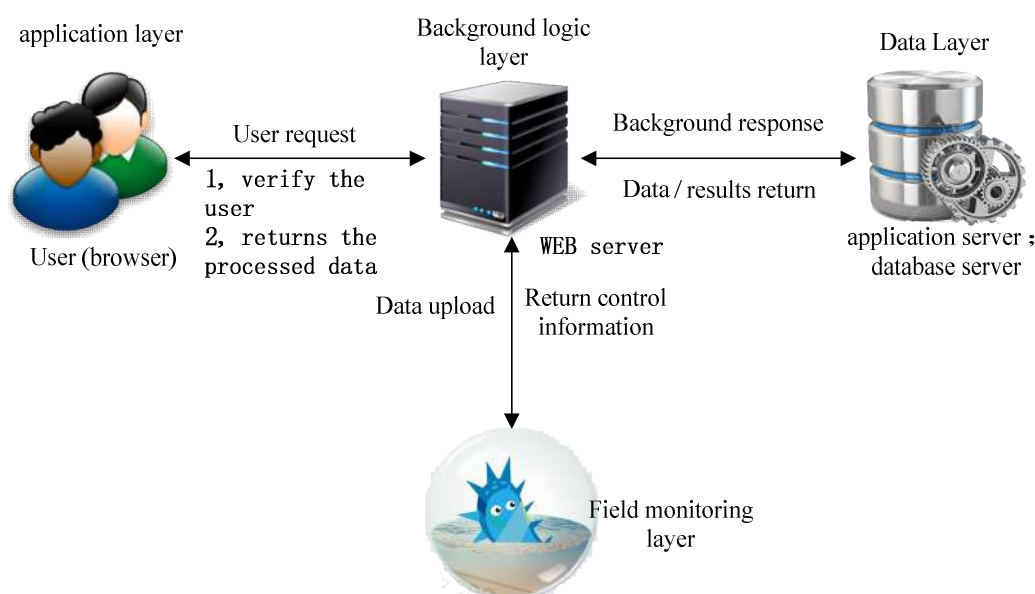 application layer
Background logic
layer
Data Layer
User request
1, verify the
user
2, returns the
processed data
User (browser)
Background response
Data / results return
WEB server
application server ；
database server
Data upload
Return control
information
Field monitoring
layer